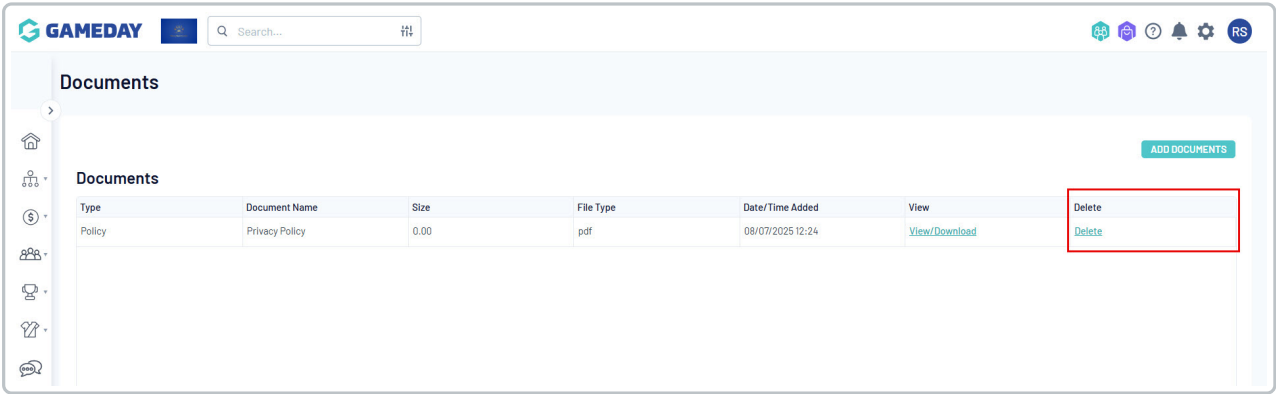 GAMEDAY
Search...
RS
Documents
ADD DOCUMENTS
Documents
Type Document Name Size File Type Date/Time Added View Delete
Policy Privacy Policy 0.00 pdf 08/07/2025 12:24 View/Download Delete